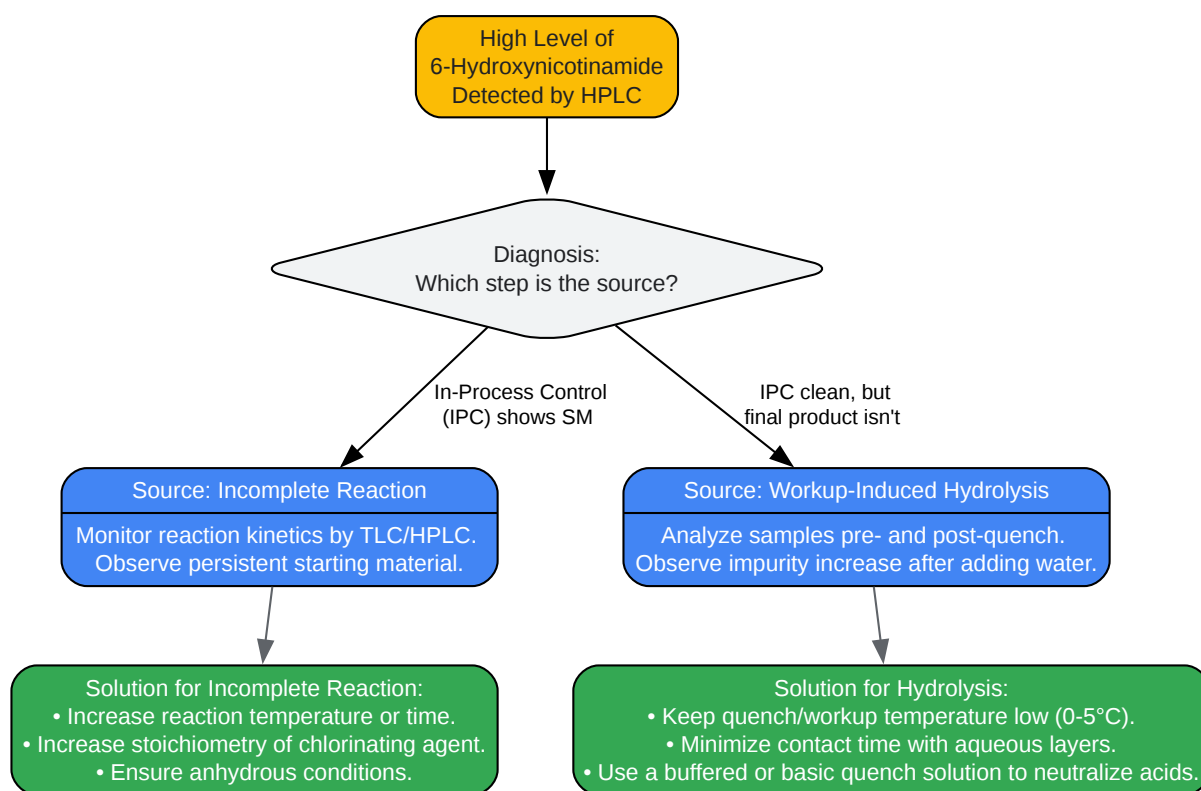 High Level of
6-Hydroxynicotinamide
Detected by HPLC
Diagnosis:
Which step is the source?
In-Process Control
(IPC) shows SM
IPC clean, but
final product isn't
Source: Incomplete Reaction
Monitor reaction kinetics by TLC/HPLC.
Observe persistent starting material.
Source: Workup-Induced Hydrolysis
Analyze samples pre- and post-quench.
Observe impurity increase after adding water.
Solution for Incomplete Reaction:
• Increase reaction temperature or time.
• Increase stoichiometry of chlorinating agent.
• Ensure anhydrous conditions.
Solution for Hydrolysis:
• Keep quench/workup temperature low (0-5°C).
• Minimize contact time with aqueous layers.
• Use a buffered or basic quench solution to neutralize acids.